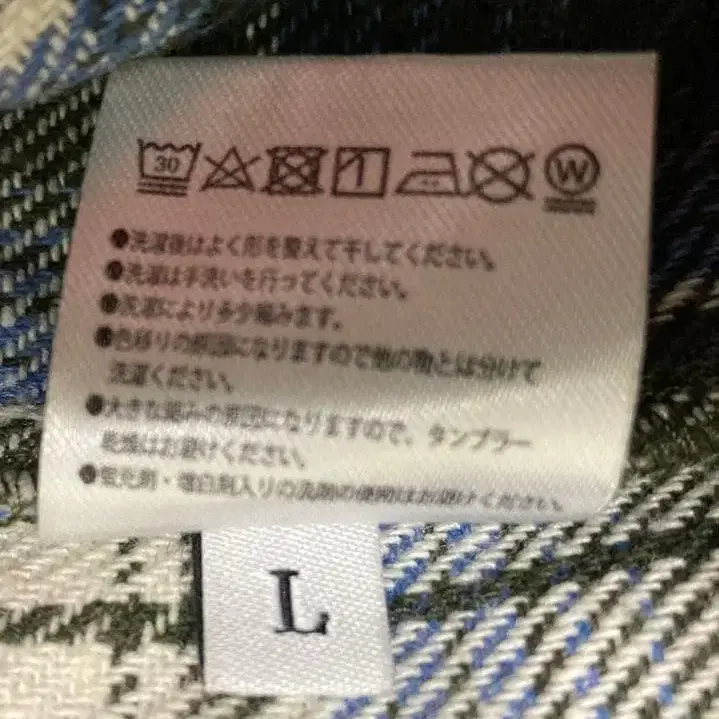 30 W
●洗濯後はよく形を整えて干してください。
●洗濯は手洗いを行ってください。
●洗濯により多少縮みます。
●色移りの原因になりますので他の物とは分けて
洗濯ください。
●大きな縮みの原因になりますので、タンブラー
乾燥はお避けください。
●蛍光剤・増白剤入りの洗剤の使用はお避けください。
L